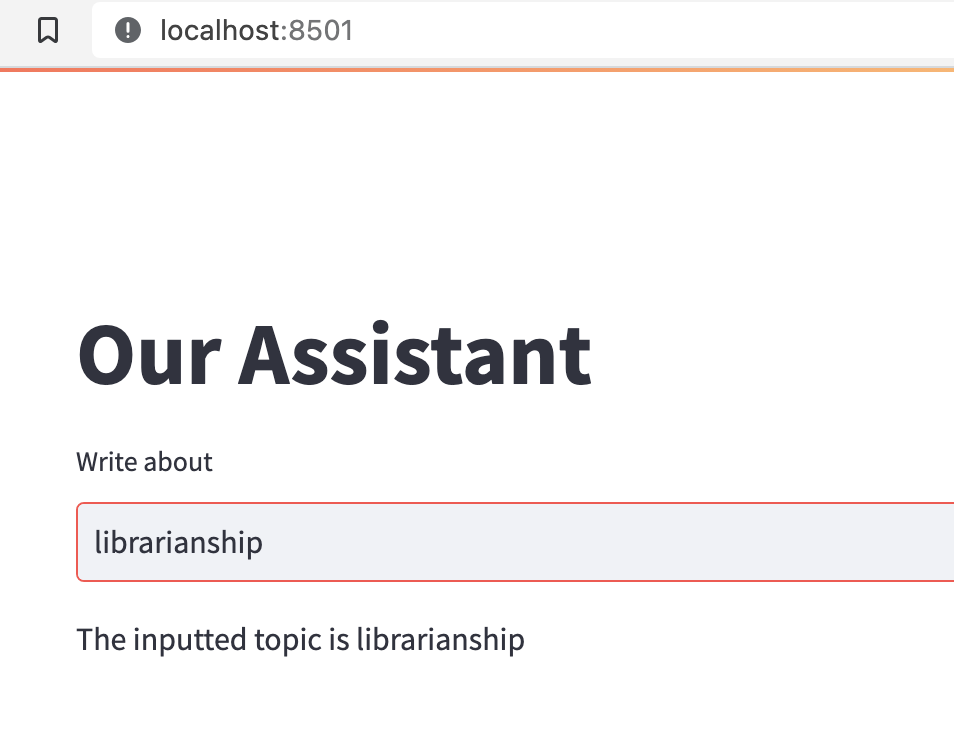 localhost:8501
Our Assistant
Write about
librarianship
The inputted topic is librarianship